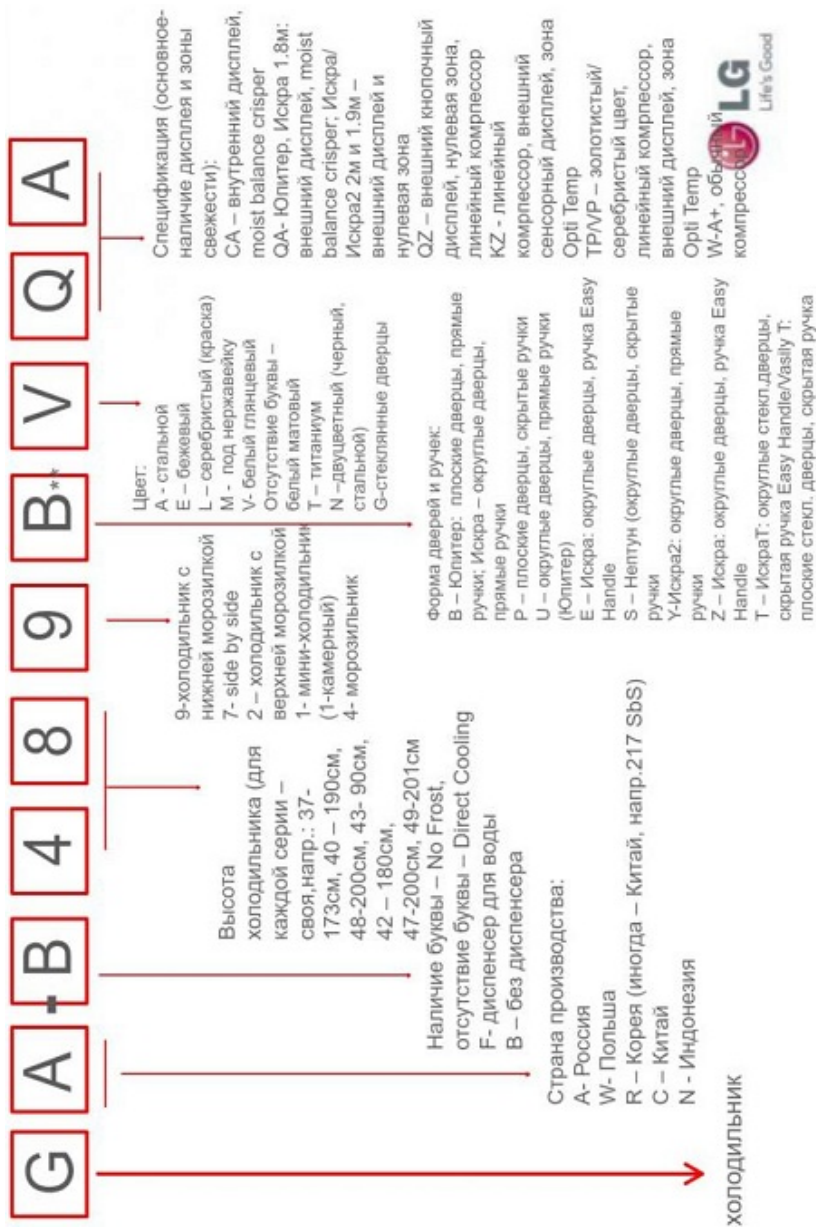 G A - B 4 8 9 B** V Q A
холодильник
Страна производства:
А- Россия
W- Польша
R – Корея (иногда – Китай, напр.217 SbS)
C – Китай
N - Индонезия
Наличие буквы – No Frost,
отсутствие буквы – Direct Cooling
F- диспенсер для воды
B – без диспенсера
Высота
холодильника (для
каждой серии –
своя,напр.: 37-
173см, 40 – 190см,
48-200см, 43- 90см,
42 – 180см,
47-200см, 49-201см
9-холодильник с
нижней морозилкой
7- side by side
2 – холодильник с
верхней морозилкой
1- мини-холодильник
(1-камерный)
4- морозильник
Форма дверей и ручек:
B – Юпитер: плоские дверцы, прямые
ручки; Искра – округлые дверцы,
прямые ручки
P – плоские дверцы, скрытые ручки
U – округлые дверцы, прямые ручки
(Юпитер)
E – Искра: округлые дверцы, ручка Easy
Handle
S – Нептун (округлые дверцы, скрытые
ручки
Y-Искра2: округлые дверцы, прямые
ручки
Z – Искра: округлые дверцы, ручка Easy
Handle
T – ИскраТ: округлые стекл.дверцы,
скрытая ручка Easy Handle/Vasily T:
плоские стекл. дверцы, скрытая ручка
Цвет:
A - стальной
E – бежевый
L – серебристый (краска)
M - под нержавейку
V- белый глянцевый
Отсутствие буквы –
белый матовый
T – титаниум
N –двуцветный (черный,
стальной)
G-стеклянные дверцы
Спецификация (основное-
наличие дисплея и зоны
свежести):
CA – внутренний дисплей,
moist balance crisper
QA- Юпитер, Искра 1.8м:
внешний дисплей, moist
balance crisper; Искра/
Искра2 2м и 1.9м –
внешний дисплей и
нулевая зона
QZ – внешний кнопочный
дисплей, нулевая зона,
линейный компрессор
KZ - линейный
компрессор, внешний
сенсорный дисплей, зона
Opti Temp
TP/VP – золотистый/
серебристый цвет,
линейный компрессор,
внешний дисплей, зона
Opti Temp
W-A+, обычный
компрессор
LG
Life's Good